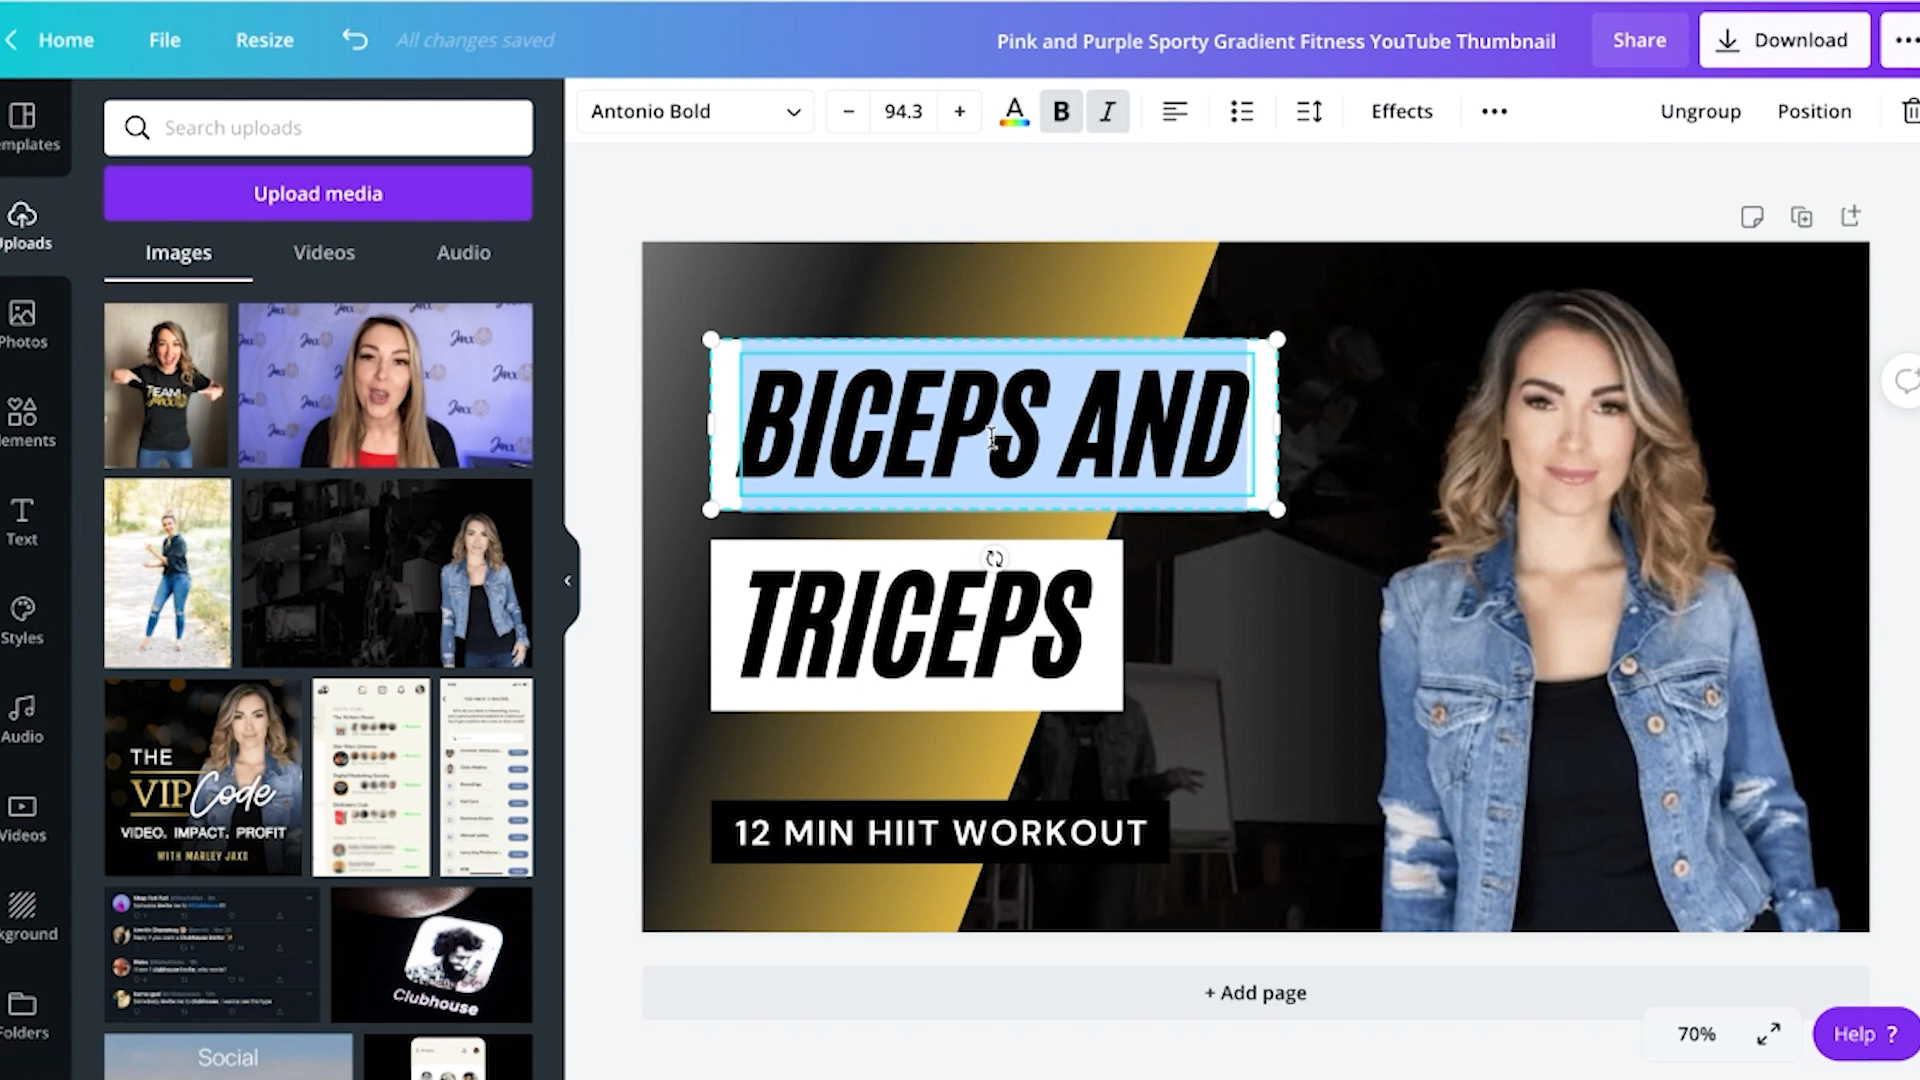 Home
File
Resize
All changes saved
Pink and Purple Sporty Gradient Fitness YouTube Thumbnail
Share
Download
Antonio Bold
94.3
A
B
I
Effects
Ungroup
Position
emplates
Uploads
Photos
lements
Text
Styles
Audio
Videos
kground
Folders
Search uploads
Upload media
Images
Videos
Audio
TEAM
Jaxx
THE
VIP Code
VIDEO. IMPACT. PROFIT
WITH MARLEY JAXX
Clubhouse
Social
BICEPS AND
TRICEPS
12 MIN HIIT WORKOUT
+ Add page
70%
Help ?